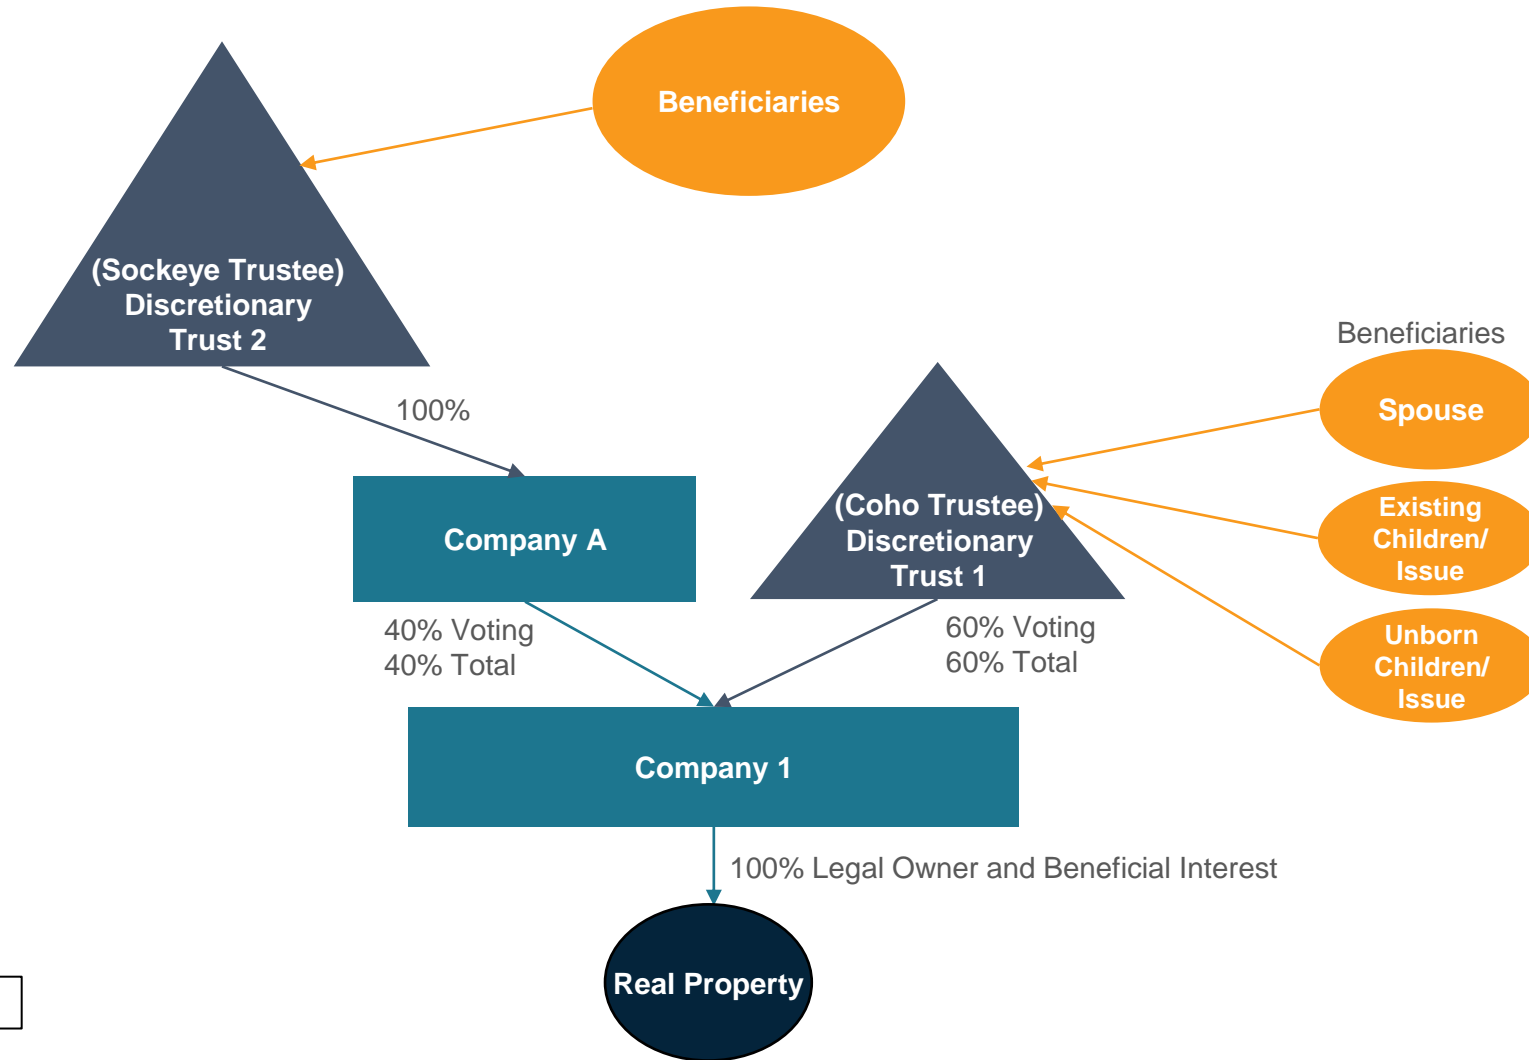 Beneficiaries
(Sockeye Trustee)
Discretionary
Trust 2
Beneficiaries
Spouse
100%
Existing
Children/
Issue
(Coho Trustee)
Discretionary
Trust 1
Company A
40% Voting
40% Total
60% Voting
60% Total
Unborn
Children/
Issue
Company 1
100% Legal Owner and Beneficial Interest
Real Property